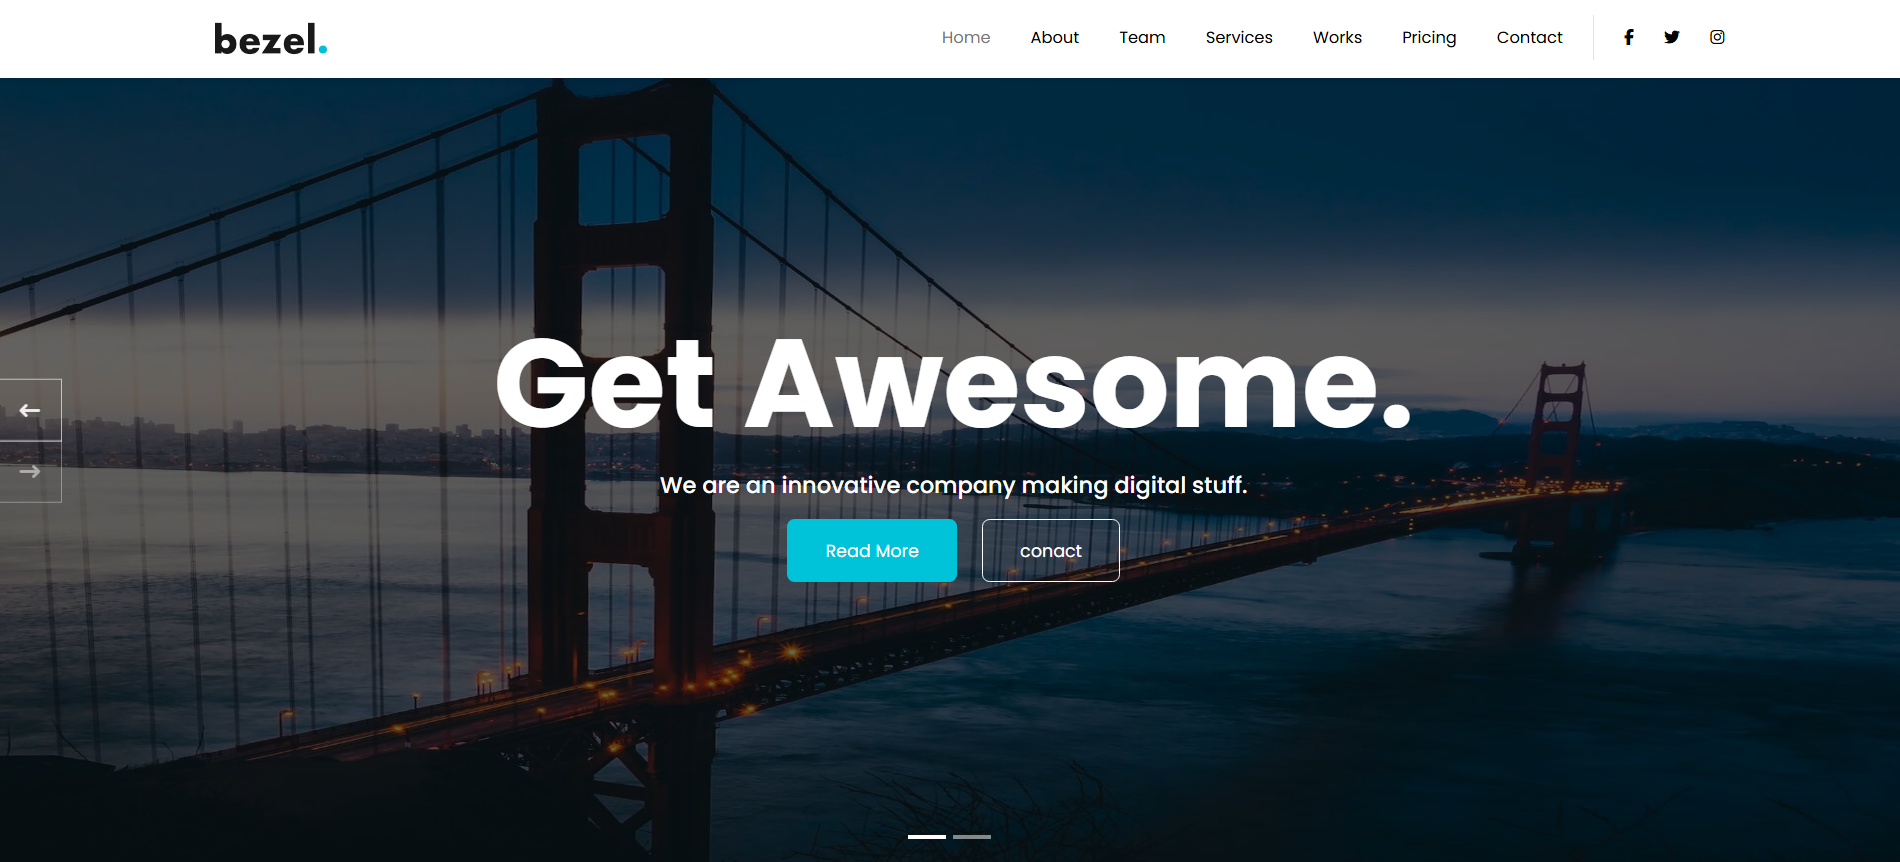 bezel.
Home About Team Services Works Pricing Contact
Get Awesome.
We are an innovative company making digital stuff.
Read More conact